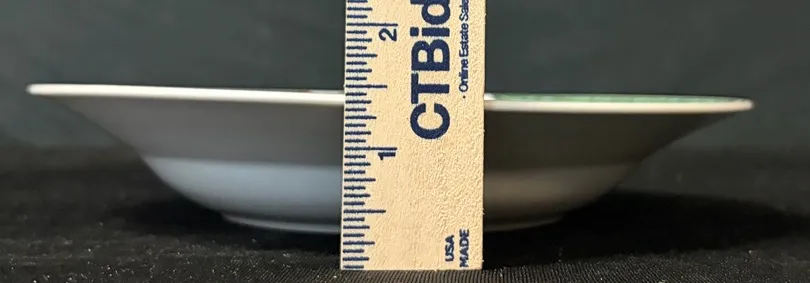 2
CTBid
· Online Estate Sale
1
USA
MADE